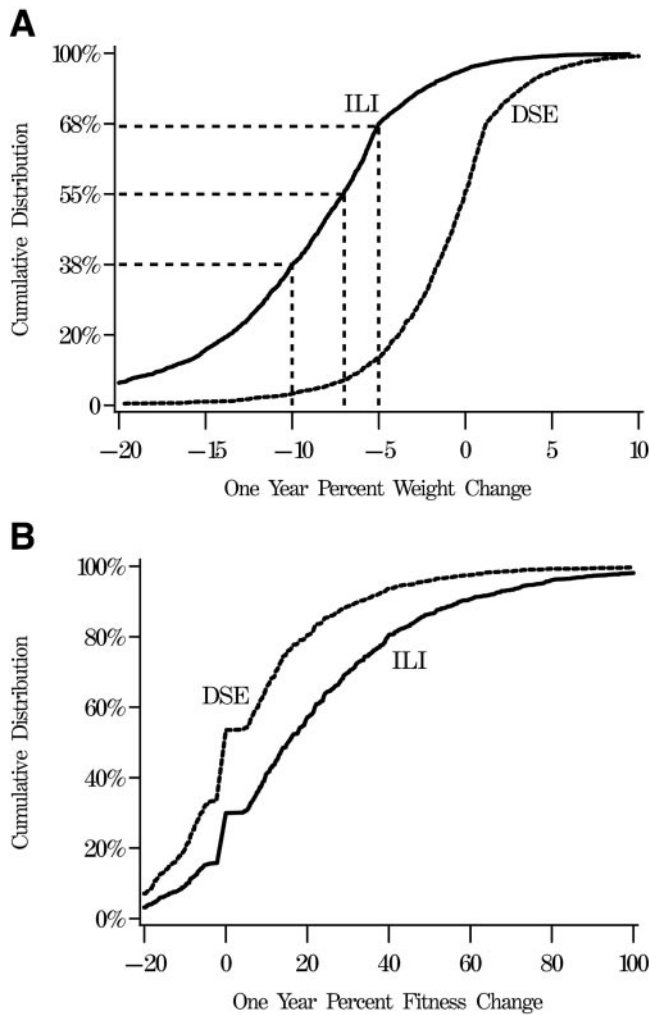 A
100%
68%
55%
38%
20%
0
Cumulative Distribution
ILI
DSE
−20 −15 −10 −5 0 5 10
One Year Percent Weight Change
B
100%
80%
60%
40%
20%
0%
Cumulative Distribution
DSE
ILI
−20 0 20 40 60 80 100
One Year Percent Fitness Change